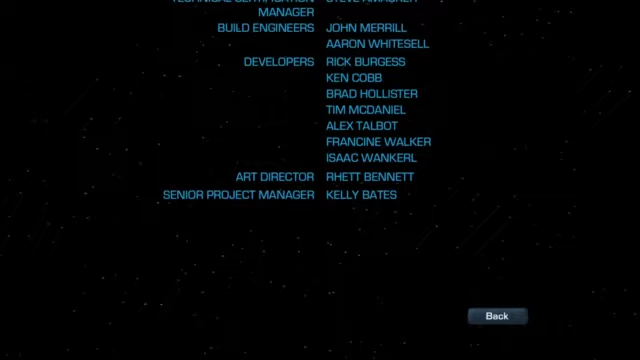 MANAGER
BUILD ENGINEERS JOHN MERRILL
AARON WHITESELL
DEVELOPERS RICK BURGESS
KEN COBB
BRAD HOLLISTER
TIM MCDANIEL
ALEX TALBOT
FRANCINE WALKER
ISAAC WANKERL
ART DIRECTOR RHETT BENNETT
SENIOR PROJECT MANAGER KELLY BATES
Back